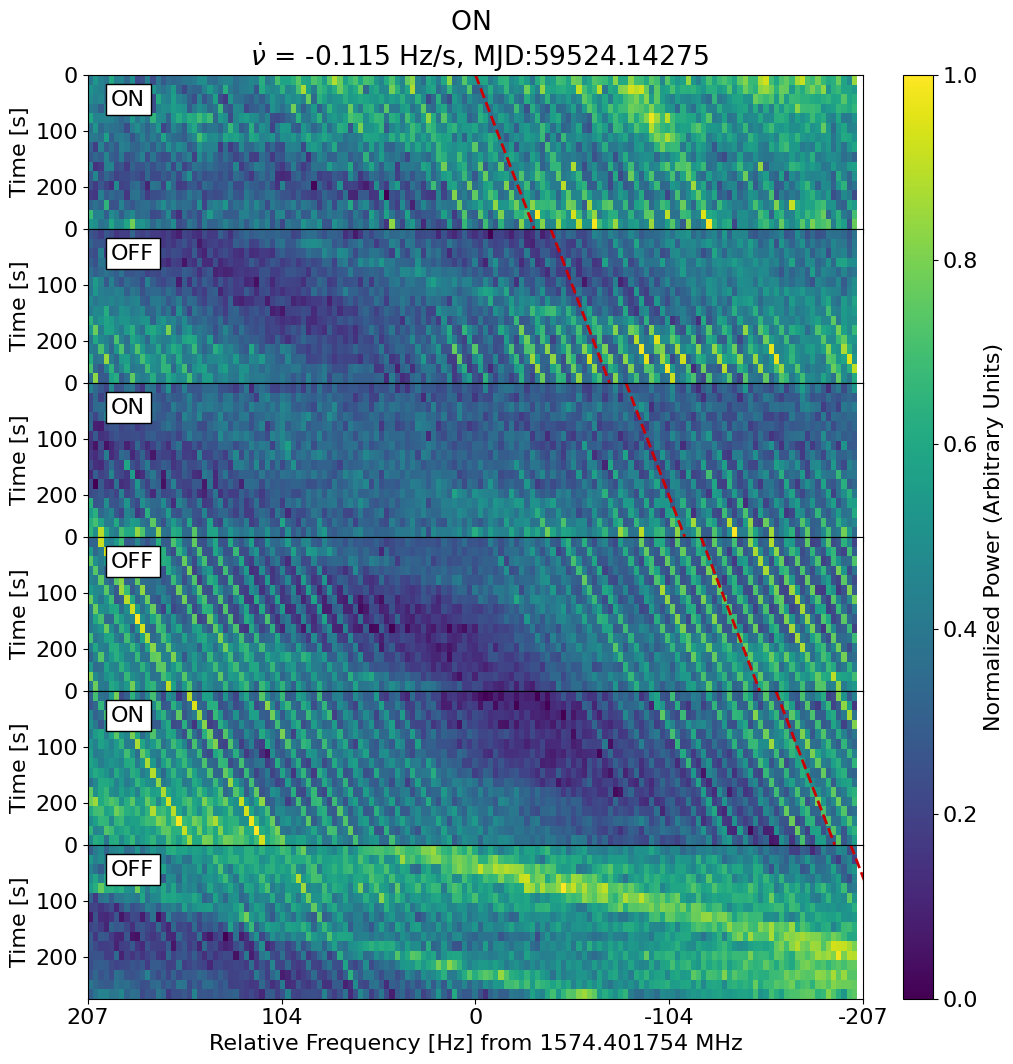 ON
ν̇ = -0.115 Hz/s, MJD:59524.14275
ON
OFF
ON
OFF
ON
OFF
Time [s]
0
100
200
Time [s]
0
100
200
Time [s]
0
100
200
Time [s]
0
100
200
Time [s]
0
100
200
Time [s]
0
100
200
207
104
0
-104
-207
Relative Frequency [Hz] from 1574.401754 MHz
1.0
0.8
0.6
0.4
0.2
0.0
Normalized Power (Arbitrary Units)